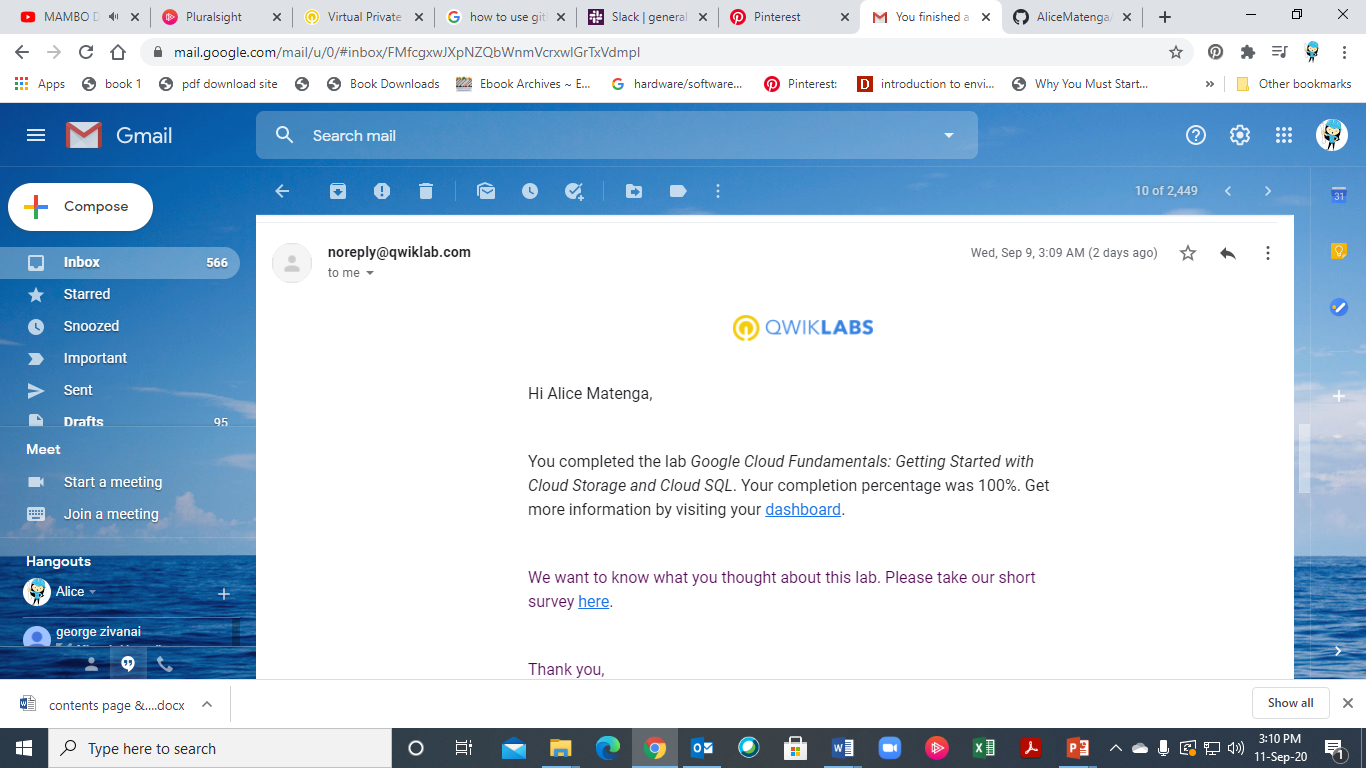 MAMBO D
Pluralsight
Virtual Private
how to use git
Slack | general
Pinterest
You finished a
AliceMatenga/
mail.google.com/mail/u/0/#inbox/FMfcgxwJXpNZQbWnmVcrxwlGrTxVdmpl
Apps
book 1
pdf download site
Book Downloads
Ebook Archives ~ E...
hardware/software...
Pinterest:
introduction to envi...
Why You Must Start...
»
Other bookmarks
Gmail
Search mail
Compose
10 of 2,449
Inbox 566
Starred
Snoozed
Important
Sent
Drafts 95
Meet
Start a meeting
Join a meeting
Hangouts
Alice
george zivanai
noreply@qwiklab.com
Wed, Sep 9, 3:09 AM (2 days ago)
to me
QWIKLABS
Hi Alice Matenga,
You completed the lab Google Cloud Fundamentals: Getting Started with
Cloud Storage and Cloud SQL. Your completion percentage was 100%. Get
more information by visiting your dashboard.
We want to know what you thought about this lab. Please take our short
survey here.
Thank you,
31
contents page &....docx
Show all
Type here to search
3:10 PM
11-Sep-20
1